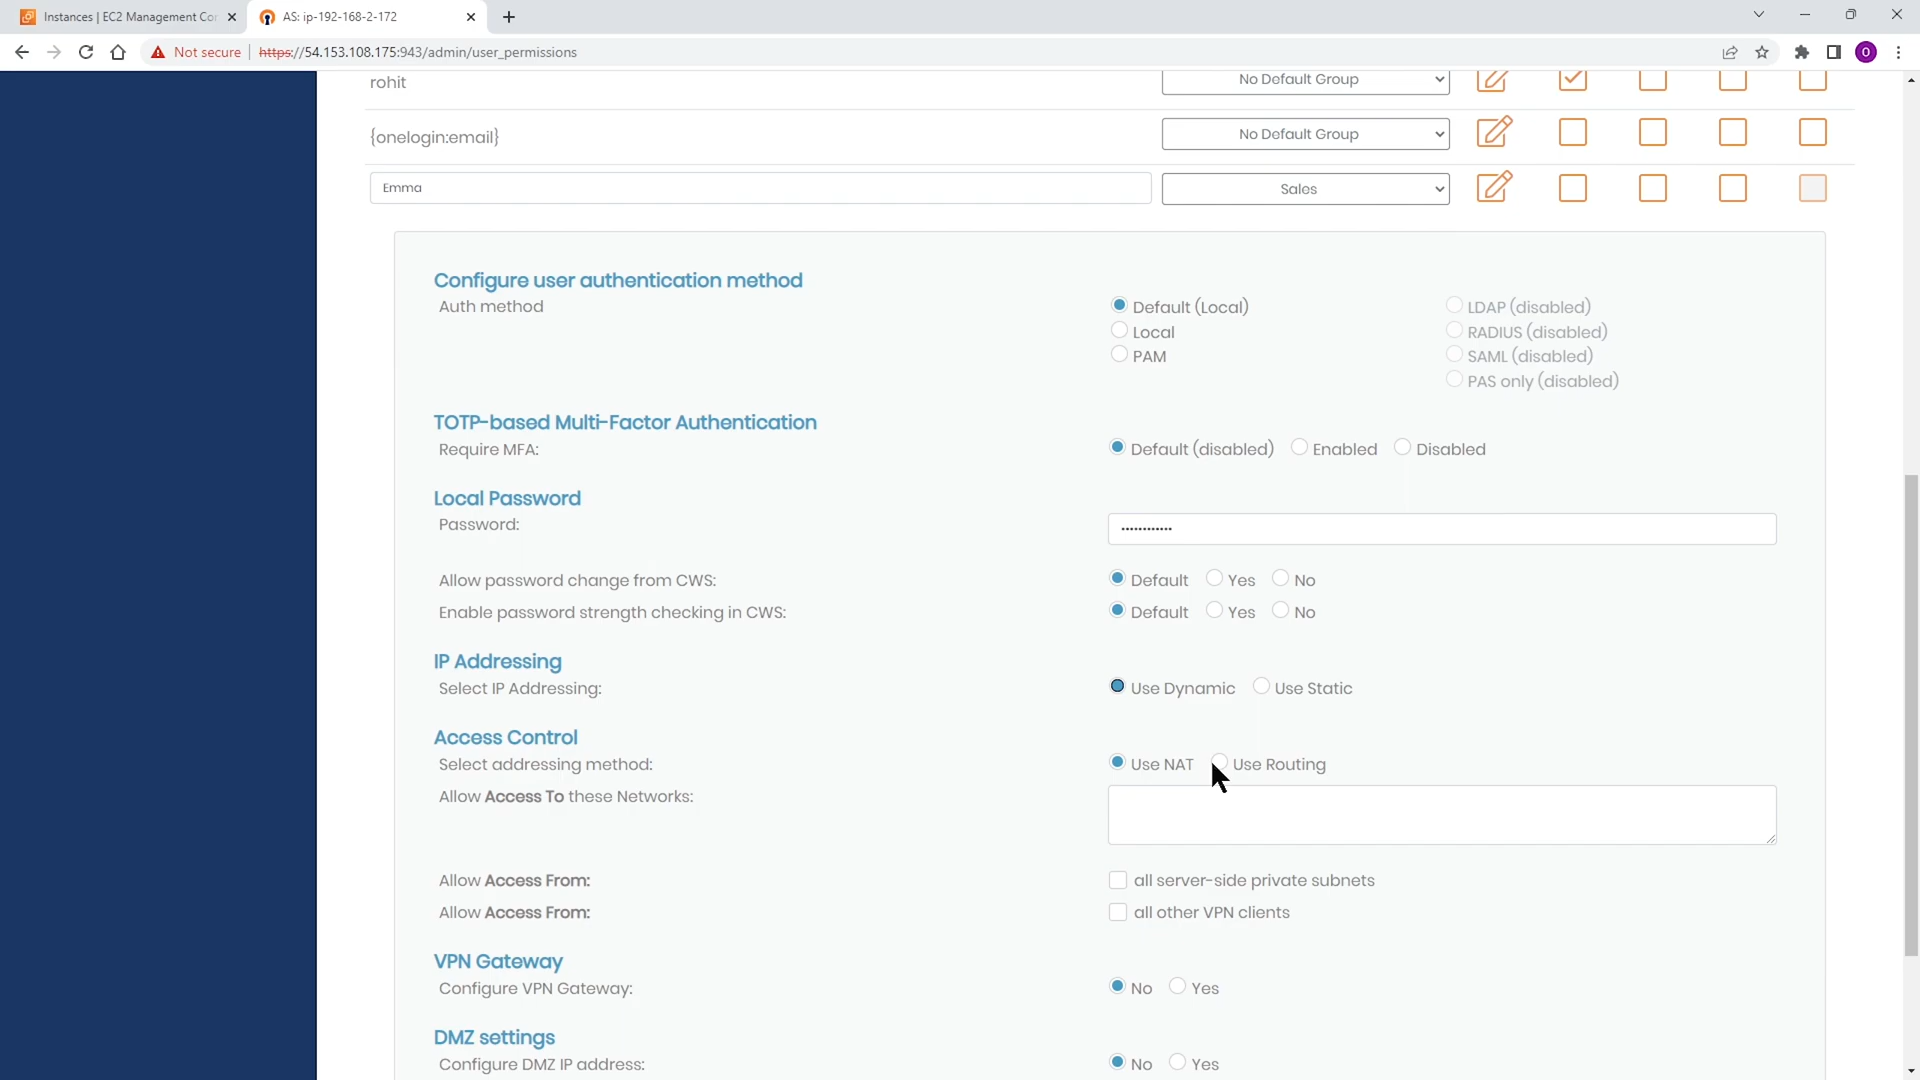 Instances | EC2 Management Cor
AS: ip-192-168-2-172
Not secure | https://54.153.108.175:943/admin/user_permissions
O
rohit No Default Group
{onelogin:email} No Default Group
Emma Sales
Configure user authentication method
Auth method Default (Local) LDAP (disabled)
Local RADIUS (disabled)
PAM SAML (disabled)
PAS only (disabled)
TOTP-based Multi-Factor Authentication
Require MFA: Default (disabled) Enabled Disabled
Local Password
Password: ••••••••••••
Allow password change from CWS: Default Yes No
Enable password strength checking in CWS: Default Yes No
IP Addressing
Select IP Addressing: Use Dynamic Use Static
Access Control
Select addressing method: Use NAT Use Routing
Allow Access To these Networks:
Allow Access From: all server-side private subnets
Allow Access From: all other VPN clients
VPN Gateway
Configure VPN Gateway: No Yes
DMZ settings
Configure DMZ IP address: No Yes